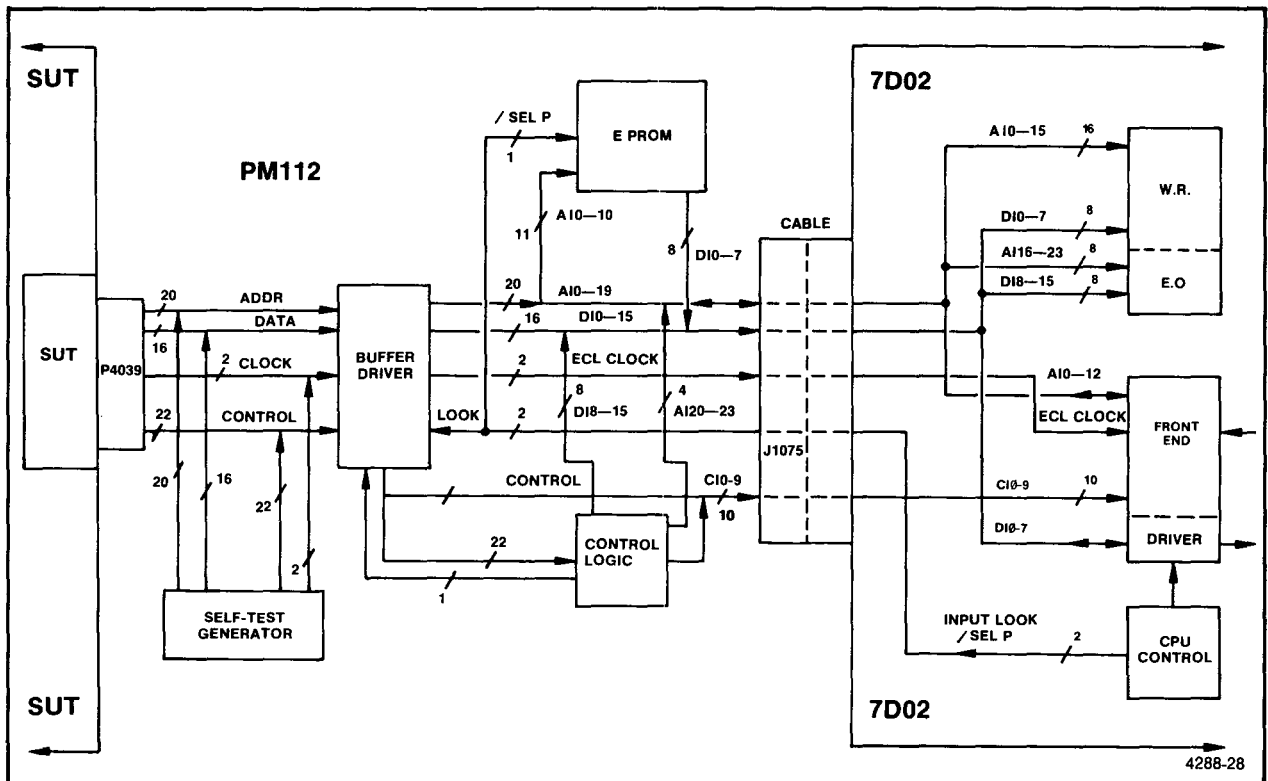 SUT
7D02
/ SEL P
1
E PROM
AI0—15
16
PM112
W.R.
AI0—10
11
CABLE
DI0—7
8
8
DI0—7
AI16—23
8
20
ADDR
20
AI0—19
DI8—15
8
E.O
DATA
16
DI0—15
16
SUT
P4039
2
CLOCK
BUFFER
DRIVER
ECL CLOCK
2
8
4
AI0—12
22
CONTROL
LOOK
2
DI8—15
AI20—23
ECL CLOCK
FRONT
END
J1075
20
16
22
2
CONTROL
CI0-9
10
CIØ-9
10
22
CONTROL
LOGIC
DIØ-7
DRIVER
1
SELF-TEST
GENERATOR
INPUT LOOK
/SEL P
2
CPU
CONTROL
SUT
7D02
4288-28